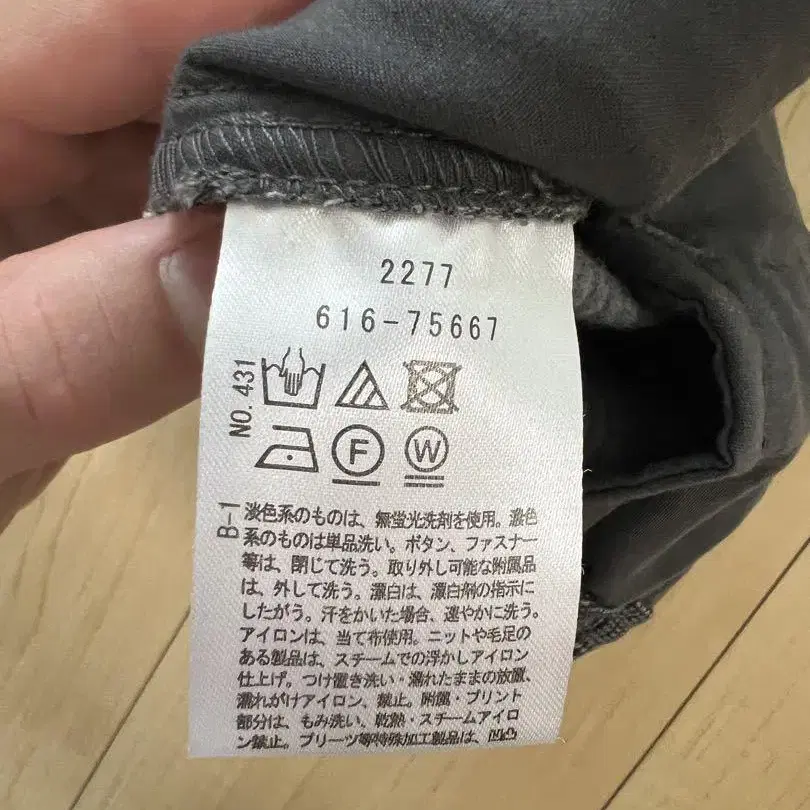 2277
616-75667
NO. 431
F W
B-1
淡色系のものは、無蛍光洗剤を使用。濃色
系のものは単品洗い。ボタン、ファスナー
等は、閉じて洗う。取り外し可能な附属品
は、外して洗う。漂白は、漂白剤の指示に
したがう。汗をかいた場合、速やかに洗う。
アイロンは、当て布使用。ニットや毛足の
ある製品は、スチームでの浮かしアイロン
仕上げ。つけ置き洗い・濡れたままの放置、
濡れがけアイロン、禁止。附属・プリント
部分は、もみ洗い、乾熱・スチームアイロ
ン禁止。プリーツ等特殊加工製品は、凹凸